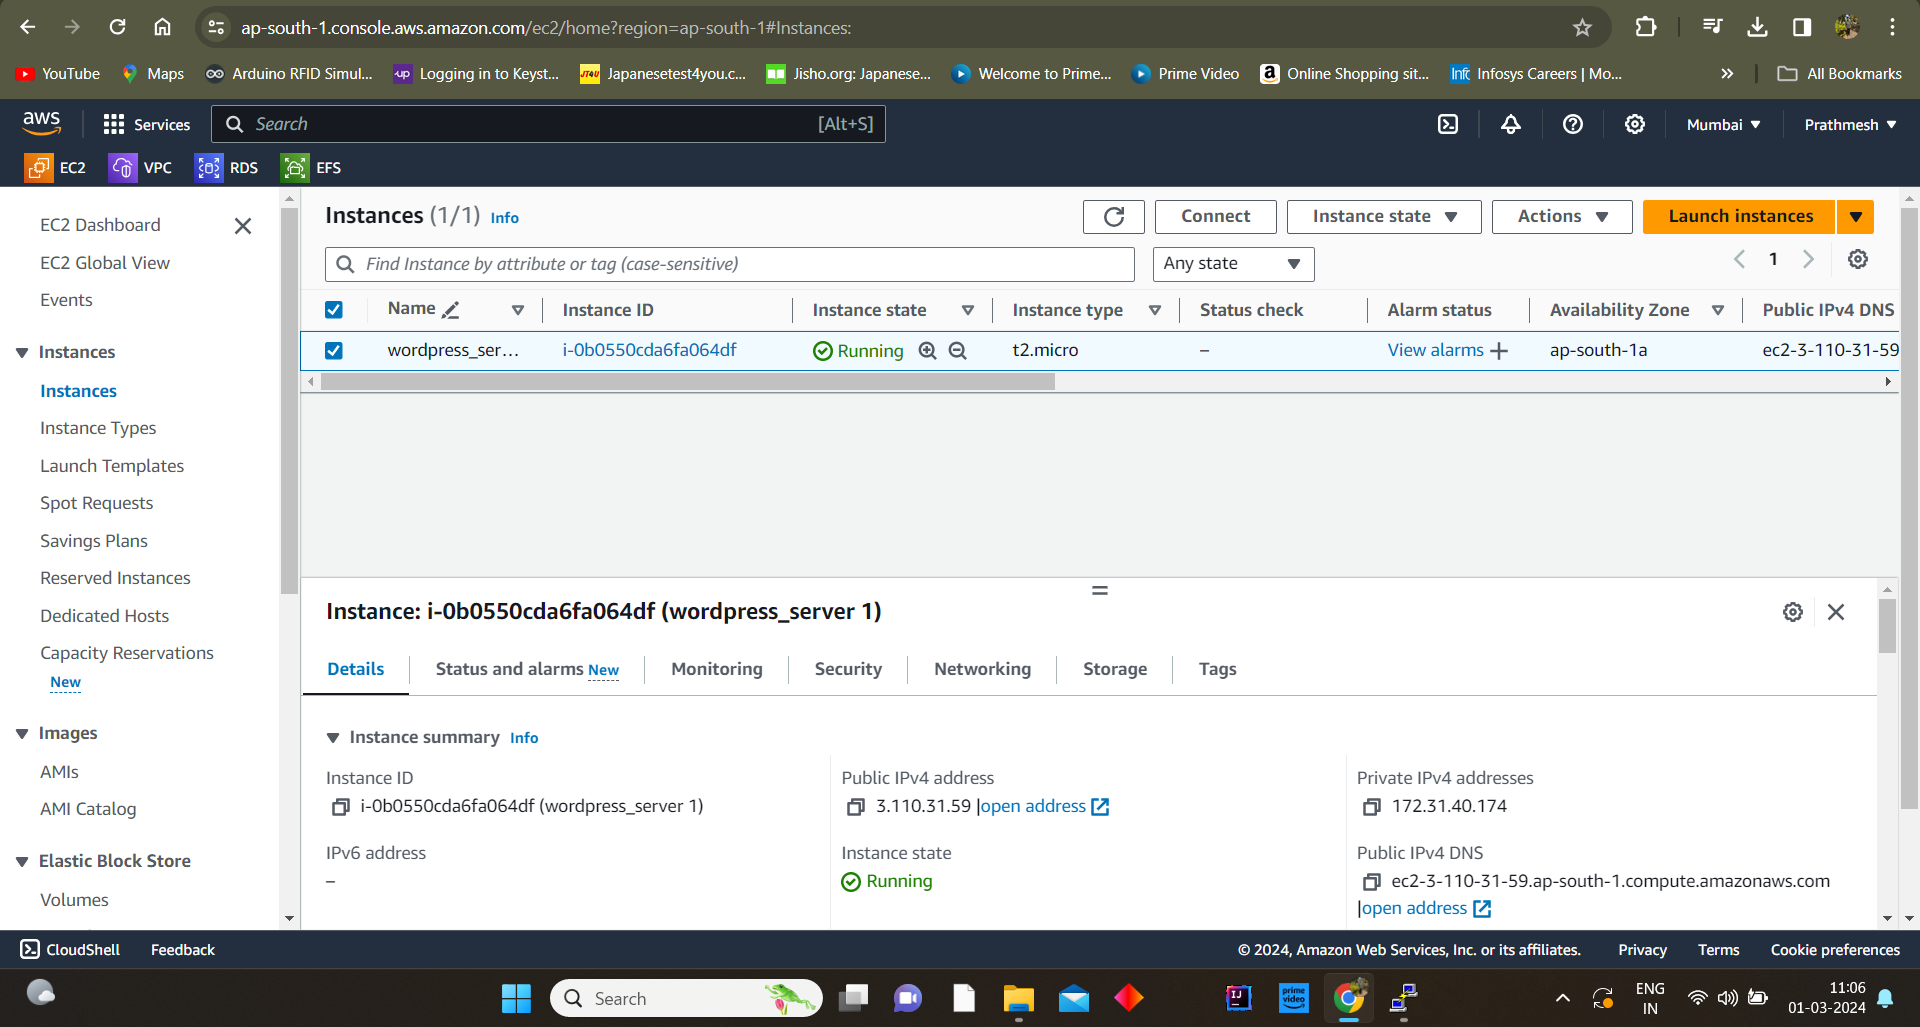 ap-south-1.console.aws.amazon.com/ec2/home?region=ap-south-1#Instances:
YouTube Maps Arduino RFID Simul... Logging in to Keyst... Japanesetest4you.c... Jisho.org: Japanese... Welcome to Prime... Prime Video Online Shopping sit... Infosys Careers | Mo... All Bookmarks
aws Services Search [Alt+S] Mumbai Prathmesh
EC2 VPC RDS EFS
EC2 Dashboard
EC2 Global View
Events
Instances
Instances
Instance Types
Launch Templates
Spot Requests
Savings Plans
Reserved Instances
Dedicated Hosts
Capacity Reservations
New
Images
AMIs
AMI Catalog
Elastic Block Store
Volumes
Instances (1/1) Info Connect Instance state Actions Launch instances
Find Instance by attribute or tag (case-sensitive) Any state 1
Name Instance ID Instance state Instance type Status check Alarm status Availability Zone Public IPv4 DNS
wordpress_ser... i-0b0550cda6fa064df Running t2.micro – View alarms + ap-south-1a ec2-3-110-31-59
Instance: i-0b0550cda6fa064df (wordpress_server 1)
Details Status and alarms New Monitoring Security Networking Storage Tags
Instance summary Info
Instance ID
i-0b0550cda6fa064df (wordpress_server 1)
IPv6 address
–
Public IPv4 address
3.110.31.59 |open address
Instance state
Running
Private IPv4 addresses
172.31.40.174
Public IPv4 DNS
ec2-3-110-31-59.ap-south-1.compute.amazonaws.com
|open address
CloudShell Feedback © 2024, Amazon Web Services, Inc. or its affiliates. Privacy Terms Cookie preferences
Search
prime video
ENG
IN
11:06
01-03-2024